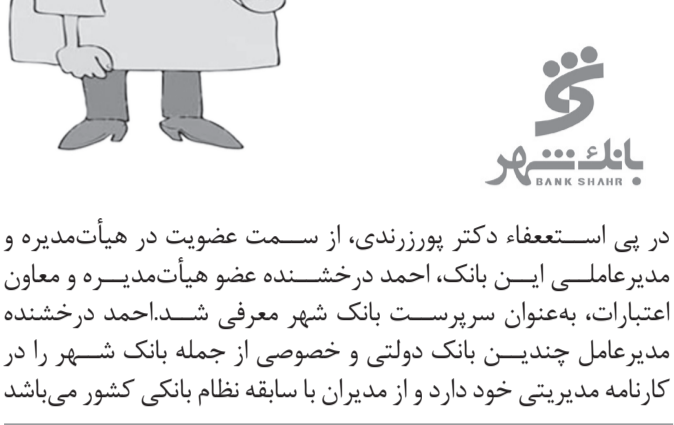 بانک شهر
BANK SHAHR
در پی استععفاء دکتر پورزرندی، از سمت عضویت در هیأت‌مدیره و
مدیرعاملی این بانک، احمد درخشنده عضو هیأت‌مدیره و معاون
اعتبارات، به‌عنوان سرپرست بانک شهر معرفی شد.احمد درخشنده
مدیرعامل چندین بانک دولتی و خصوصی از جمله بانک شهر را در
کارنامه مدیریتی خود دارد و از مدیران با سابقه نظام بانکی کشور می‌باشد